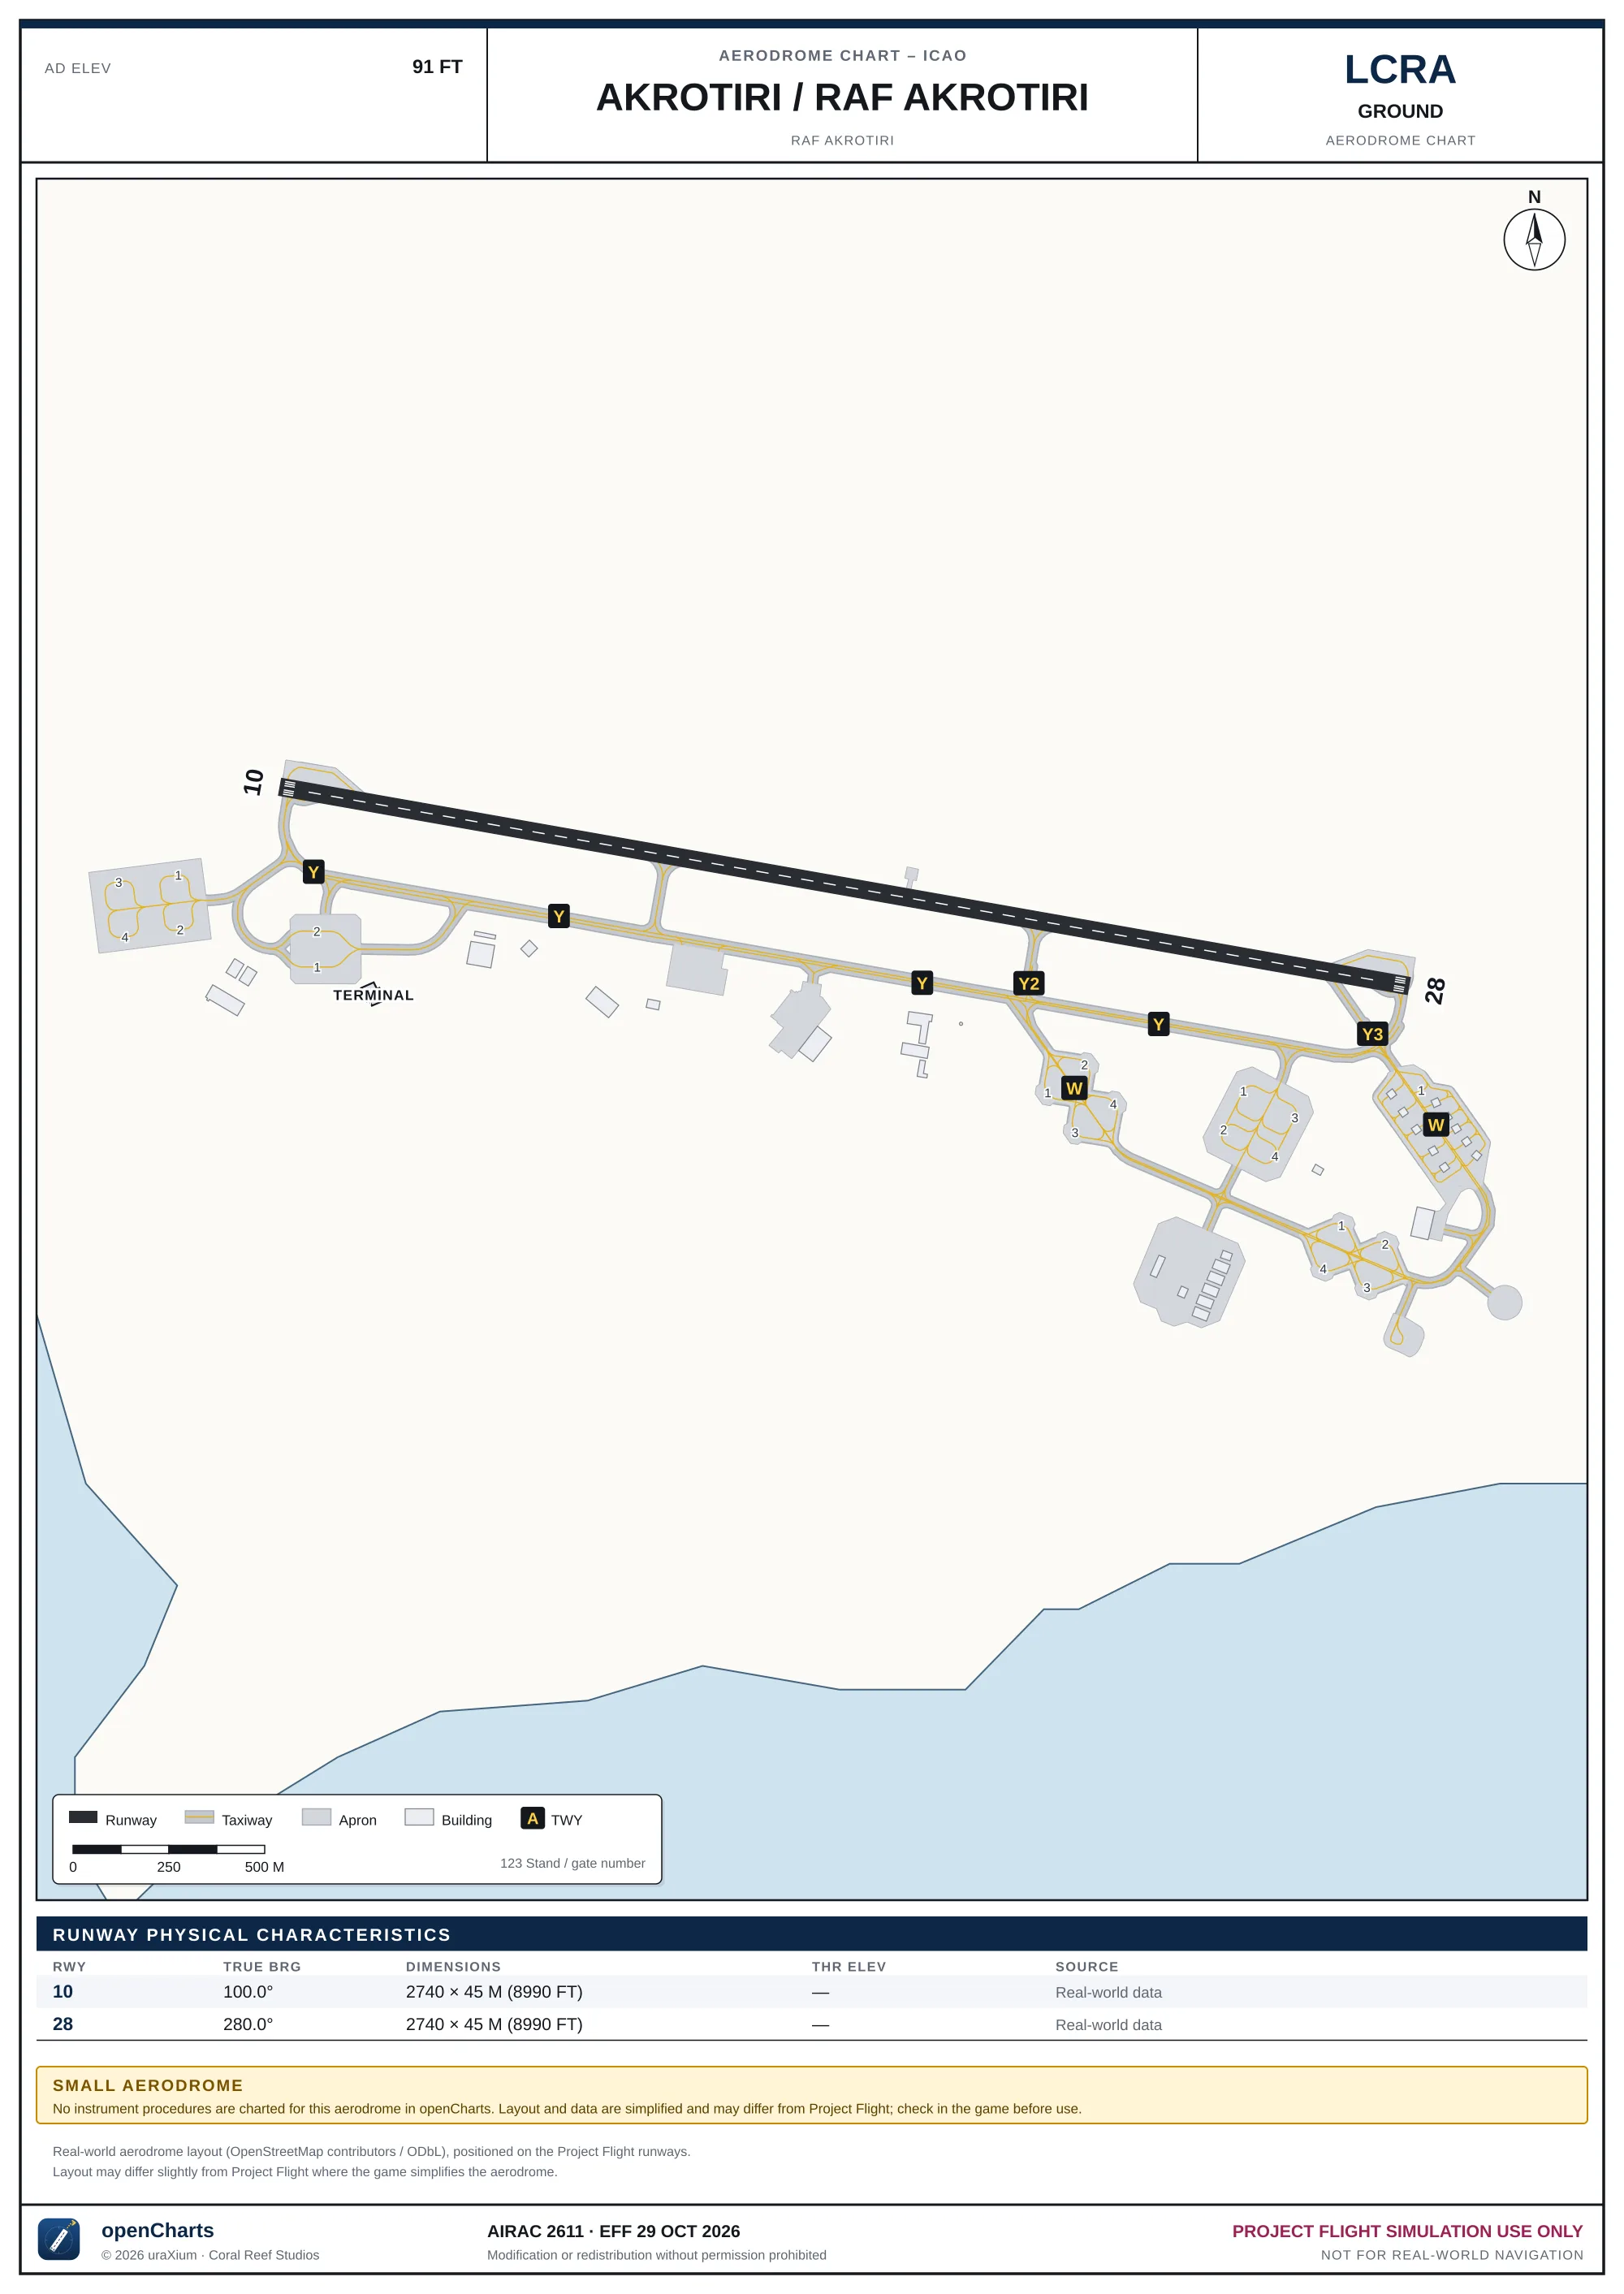 AD ELEV
91 FT
AERODROME CHART – ICAO
AKROTIRI / RAF AKROTIRI
RAF AKROTIRI
LCRA
GROUND
AERODROME CHART
N
10
28
Y
Y
Y
Y2
Y
Y3
W
W
3
1
4
2
2
1
TERMINAL
2
1
4
3
1
3
2
4
1
1
2
4
3
Runway
Taxiway
Apron
Building
A TWY
0 250 500 M
123 Stand / gate number
RUNWAY PHYSICAL CHARACTERISTICS
RWY TRUE BRG DIMENSIONS THR ELEV SOURCE
10 100.0° 2740 × 45 M (8990 FT) — Real-world data
28 280.0° 2740 × 45 M (8990 FT) — Real-world data
SMALL AERODROME
No instrument procedures are charted for this aerodrome in openCharts. Layout and data are simplified and may differ from Project Flight; check in the game before use.
Real-world aerodrome layout (OpenStreetMap contributors / ODbL), positioned on the Project Flight runways.
Layout may differ slightly from Project Flight where the game simplifies the aerodrome.
openCharts
© 2026 uraXium · Coral Reef Studios
AIRAC 2611 · EFF 29 OCT 2026
Modification or redistribution without permission prohibited
PROJECT FLIGHT SIMULATION USE ONLY
NOT FOR REAL-WORLD NAVIGATION